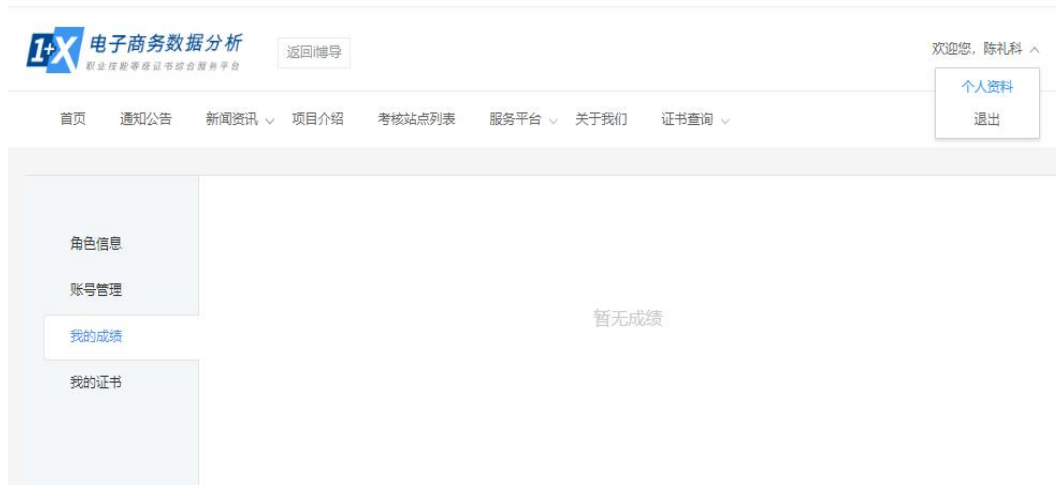 1+X 电子商务数据分析
职业技能等级证书综合服务平台
返回i博导
欢迎您, 陈礼科
个人资料
退出
首页 通知公告 新闻资讯 项目介绍 考核站点列表 服务平台 关于我们 证书查询
角色信息
账号管理
我的成绩
我的证书
暂无成绩